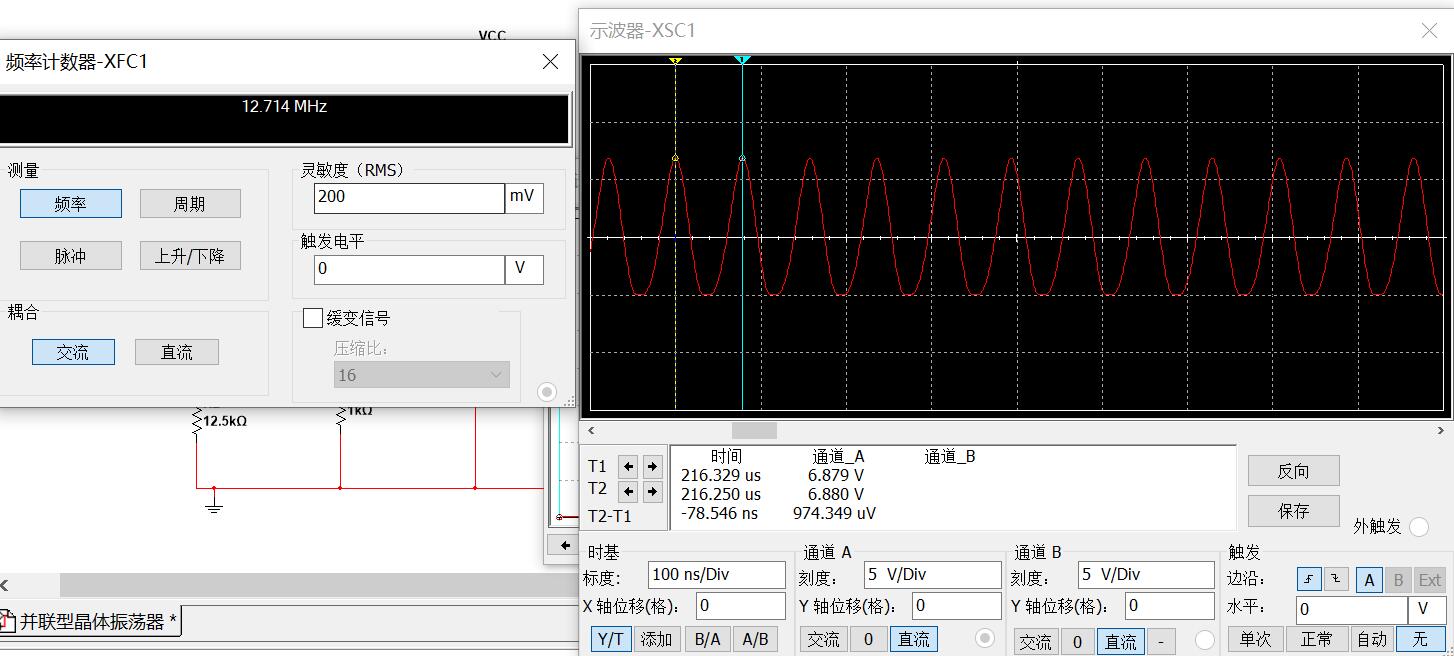 VCC
频率计数器-XFC1
12.714 MHz
测量
频率
周期
脉冲
上升/下降
耦合
交流
直流
灵敏度（RMS）
200
mV
触发电平
0
V
缓变信号
压缩比:
16
12.5kΩ
1kΩ
并联型晶体振荡器 *
示波器-XSC1
时间 通道_A 通道_B
T1 216.329 us 6.879 V
T2 216.250 us 6.880 V
T2-T1 -78.546 ns 974.349 uV
反向
保存
外触发
时基
标度: 100 ns/Div
X 轴位移(格): 0
Y/T 添加 B/A A/B
通道 A
刻度: 5 V/Div
Y 轴位移(格): 0
交流 0 直流
通道 B
刻度: 5 V/Div
Y 轴位移(格): 0
交流 0 直流 -
触发
边沿: A B Ext
水平: 0 V
单次 正常 自动 无